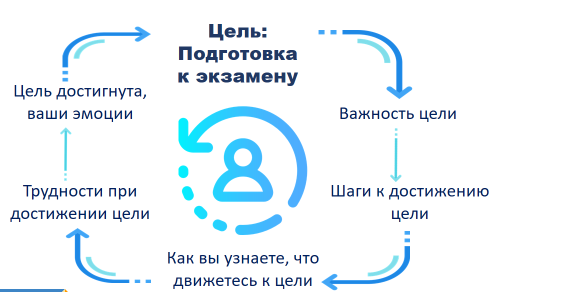 Цель:
Подготовка
к экзамену
Важность цели
Шаги к достижению
цели
Как вы узнаете, что
движетесь к цели
Трудности при
достижении цели
Цель достигнута,
ваши эмоции